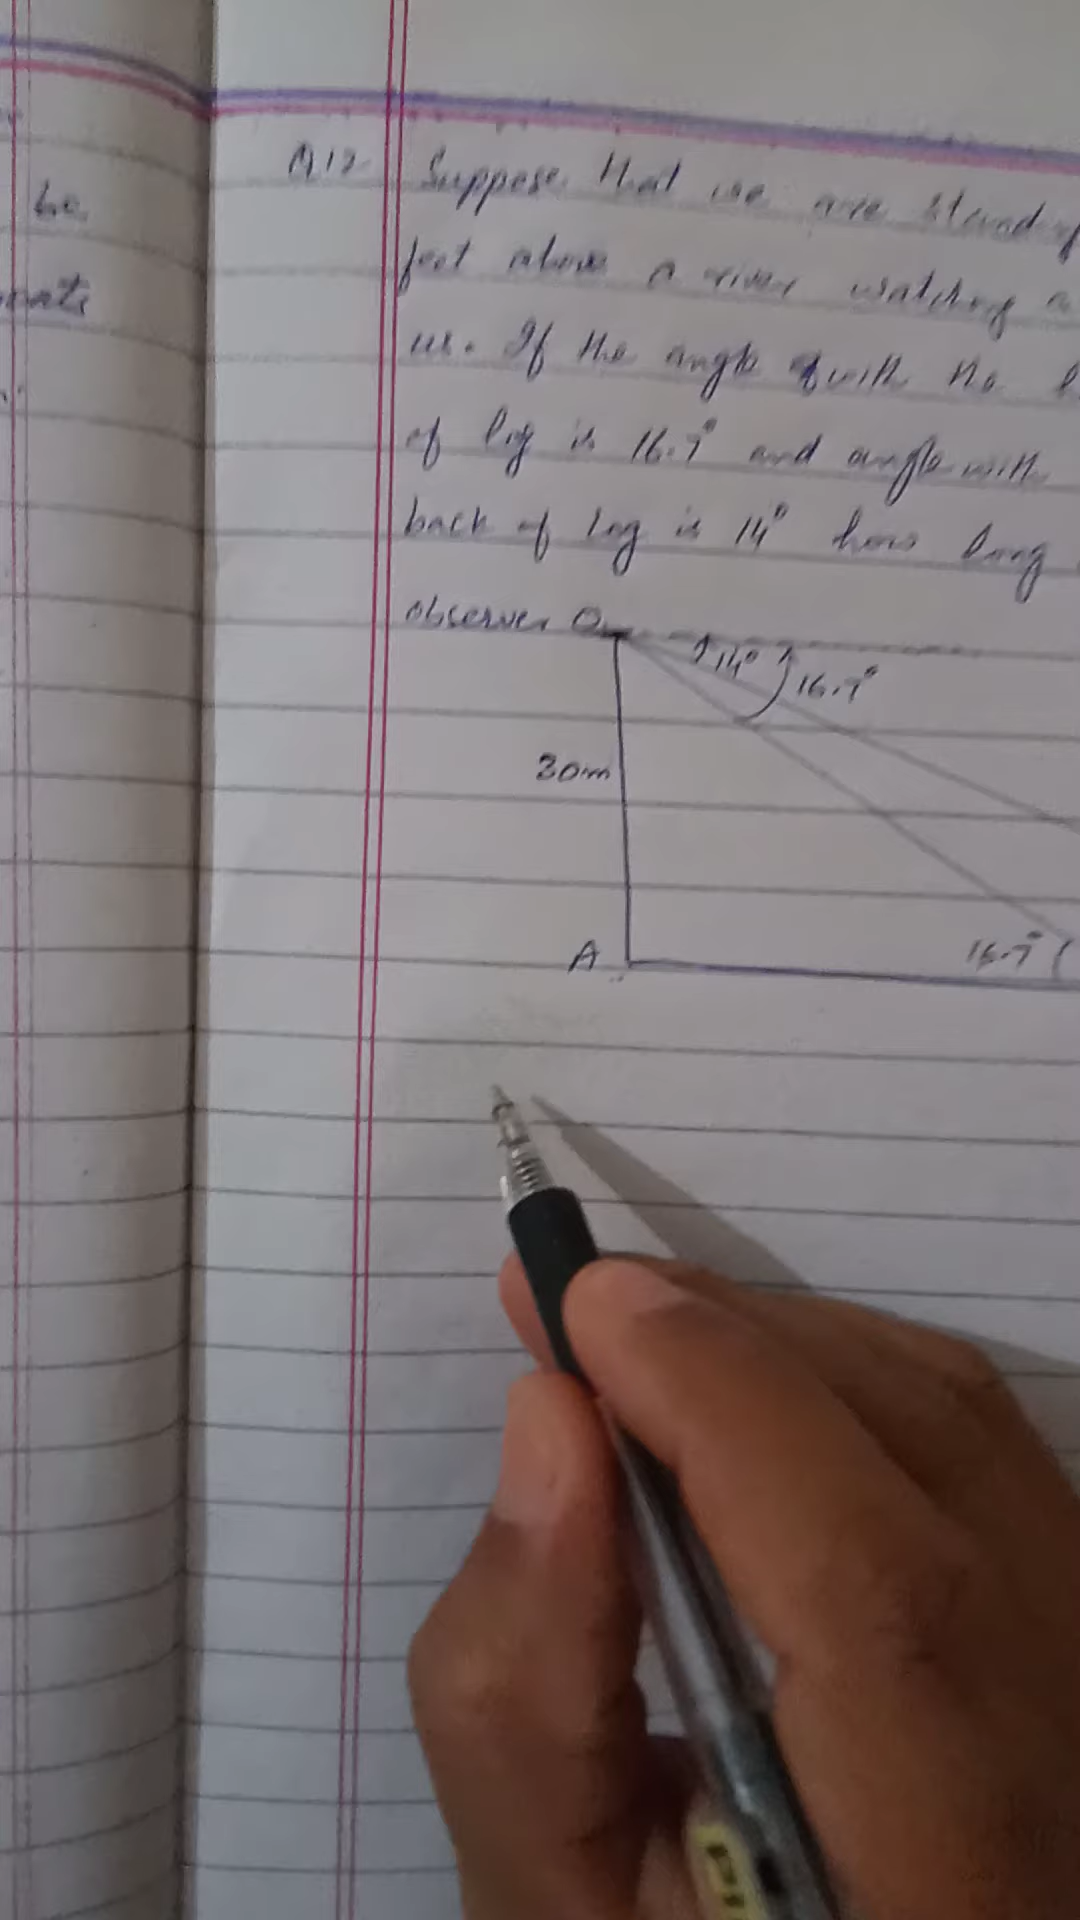 be
Q12 Suppose that we are
feet above a river watching a
us. If the angle with the
of log is 16.7° and angle with
back of log is 14° how long
observer O
14°
16.7°
30m
16.7°
A